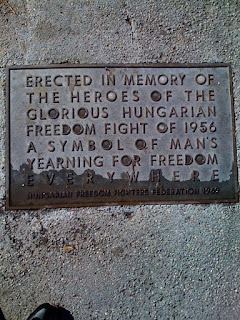 ERECTED IN MEMORY OF
THE HEROES OF THE
GLORIOUS HUNGARIAN
FREEDOM FIGHT OF 1956
A SYMBOL OF MAN'S
YEARNING FOR FREEDOM
EVERYWHERE
HUNGARIAN FREEDOM FIGHTERS FEDERATION 1969